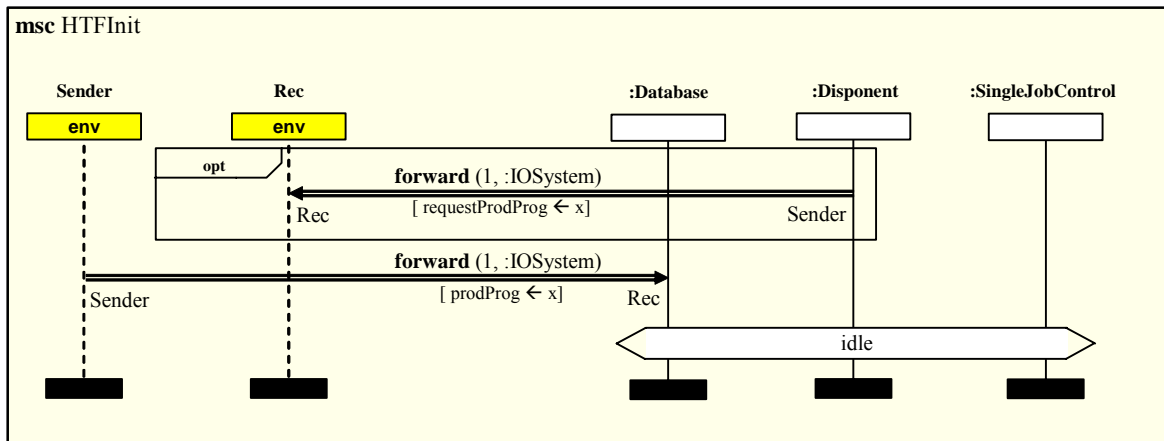 msc HTFInit
Sender
Rec
:Database
:Disponent
:SingleJobControl
env
env
opt
forward (1, :IOSystem)
[ requestProdProg ← x]
Rec
Sender
forward (1, :IOSystem)
[ prodProg ← x]
Sender
Rec
idle